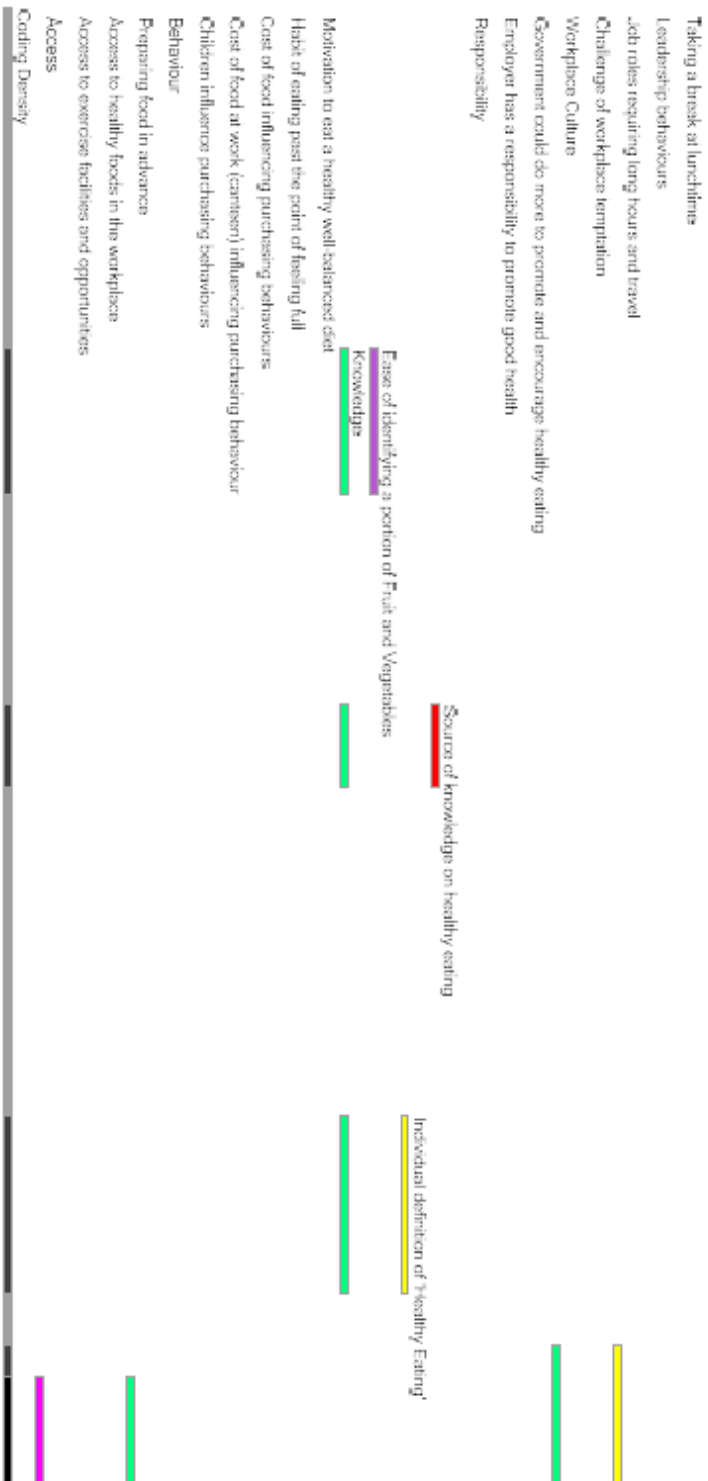 Taking a break at lunchtime
Leadership behaviours
Job roles requiring long hours and travel
Challenge of workplace temptation
Workplace Culture
Government could do more to promote and encourage healthy eating
Employer has a responsibility to promote good health
Responsibility
Source of knowledge on healthy eating
Individual definition of 'Healthy Eating'
Ease of identifying a portion of Fruit and Vegetables
Knowledge
Motivation to eat a healthy well-balanced diet
Habit of eating past the point of feeling full
Cost of food influencing purchasing behaviours
Cost of food at work (canteen) influencing purchasing behaviour
Children influence purchasing behaviours
Behaviour
Preparing food in advance
Access to healthy foods in the workplace
Access to exercise facilities and opportunities
Access
Coding Density